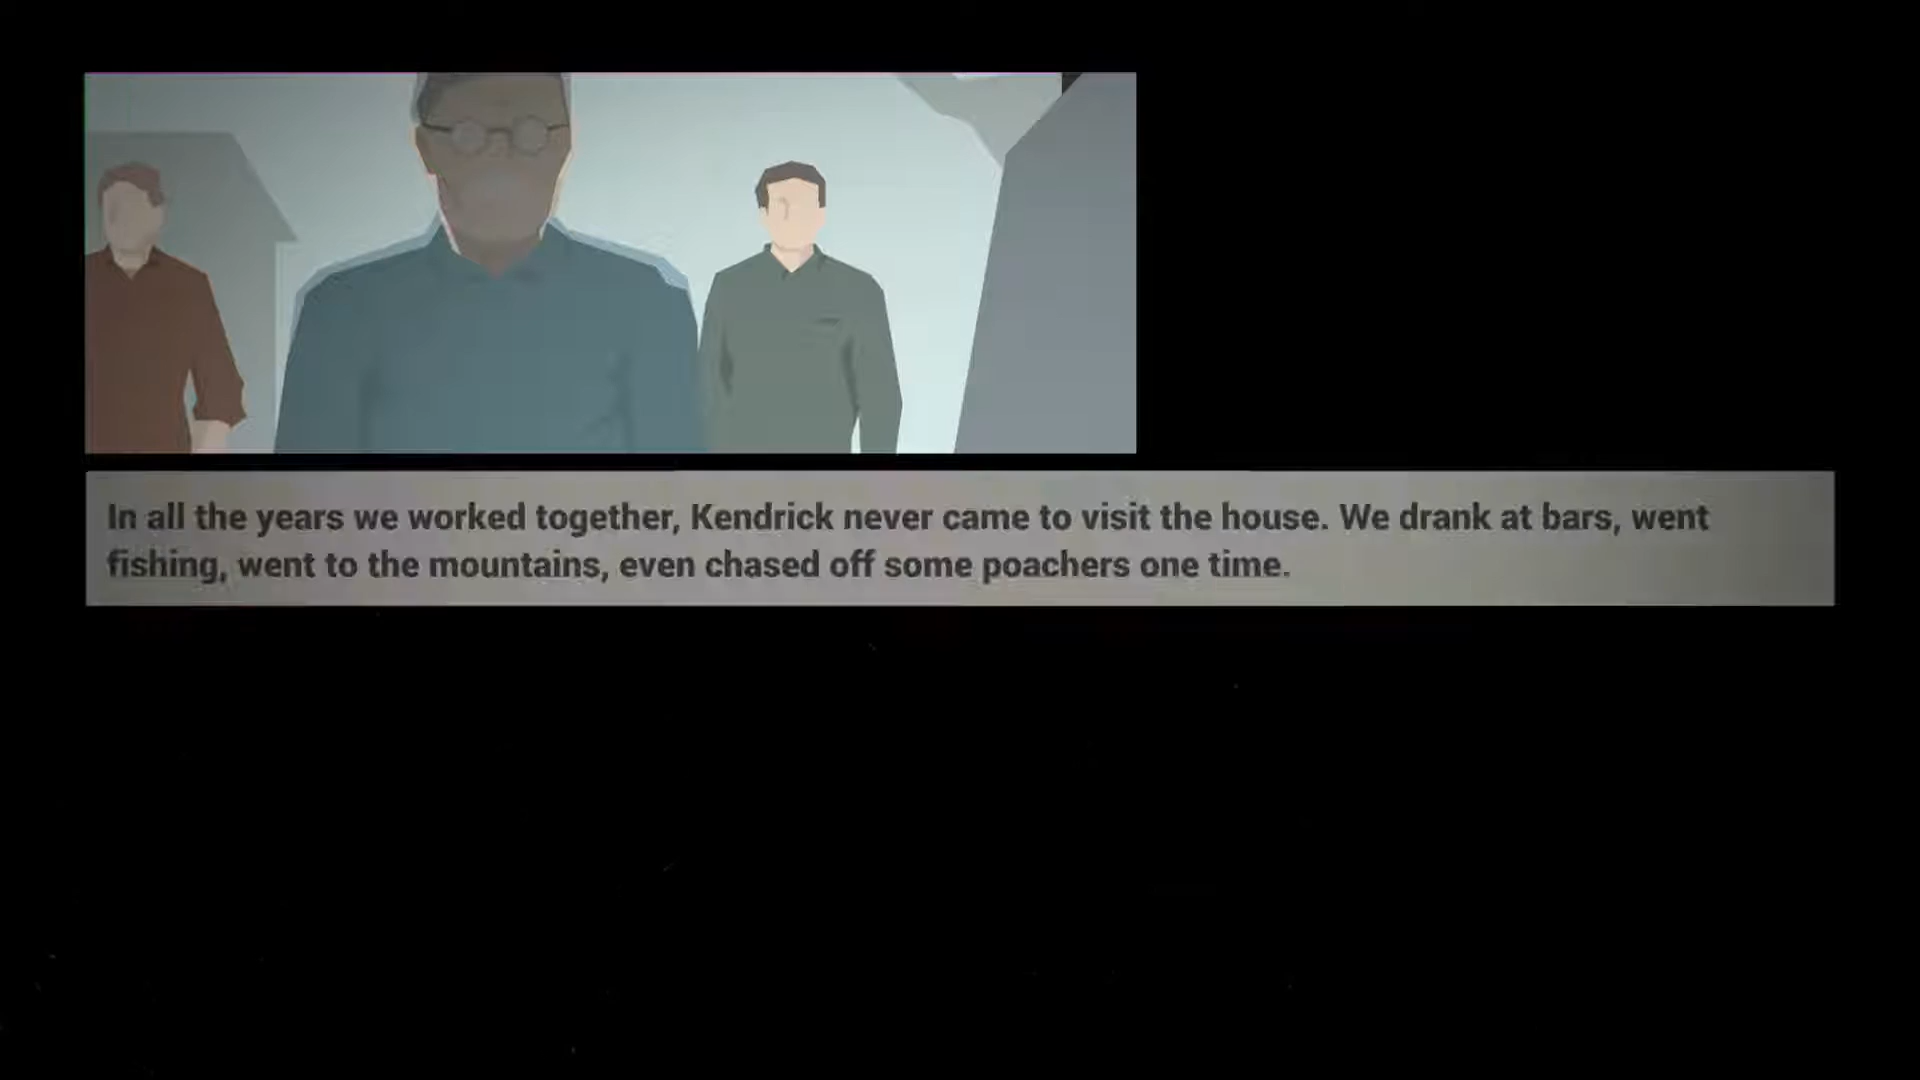 In all the years we worked together, Kendrick never came to visit the house. We drank at bars, went
fishing, went to the mountains, even chased off some poachers one time.